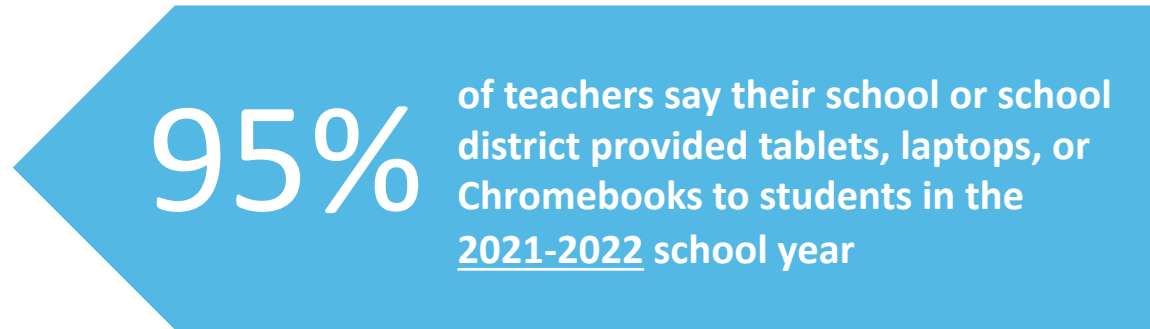 95%
of teachers say their school or school
district provided tablets, laptops, or
Chromebooks to students in the
2021-2022 school year